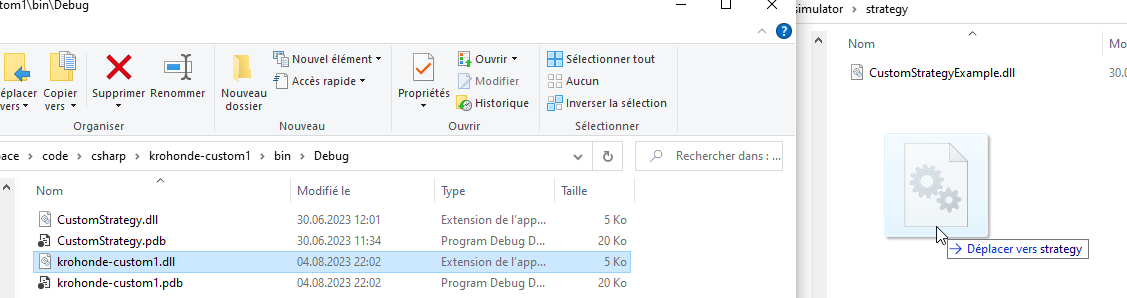 tom1\bin\Debug
Déplacer vers
Copier vers
Supprimer
Renommer
Organiser
Nouveau dossier
Nouvel élément
Accès rapide
Nouveau
Propriétés
Ouvrir
Modifier
Historique
Ouvrir
Sélectionner tout
Aucun
Inverser la sélection
Sélectionner
pace > code > csharp > krohonde-custom1 > bin > Debug
Rechercher dans : ...
Nom Modifié le Type Taille
CustomStrategy.dll 30.06.2023 12:01 Extension de l'app... 5 Ko
CustomStrategy.pdb 30.06.2023 11:34 Program Debug D... 20 Ko
krohonde-custom1.dll 04.08.2023 22:02 Extension de l'app... 5 Ko
krohonde-custom1.pdb 04.08.2023 22:02 Program Debug D... 20 Ko
simulator > strategy
Nom Mo
CustomStrategyExample.dll 30.0
Déplacer vers strategy